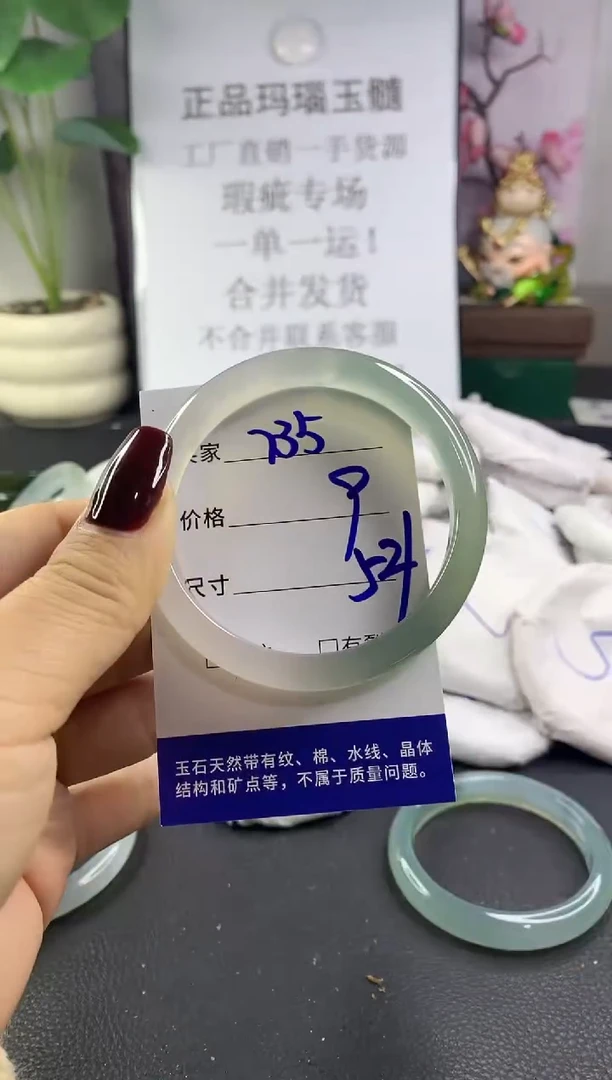 正品玛瑙玉髓
工厂直销一手货源
瑕疵专场
一单一运！
合并发货
不合并联系客服
家 735
价格 9
尺寸 54
□有裂
玉石天然带有纹、棉、水线、晶体
结构和矿点等，不属于质量问题。